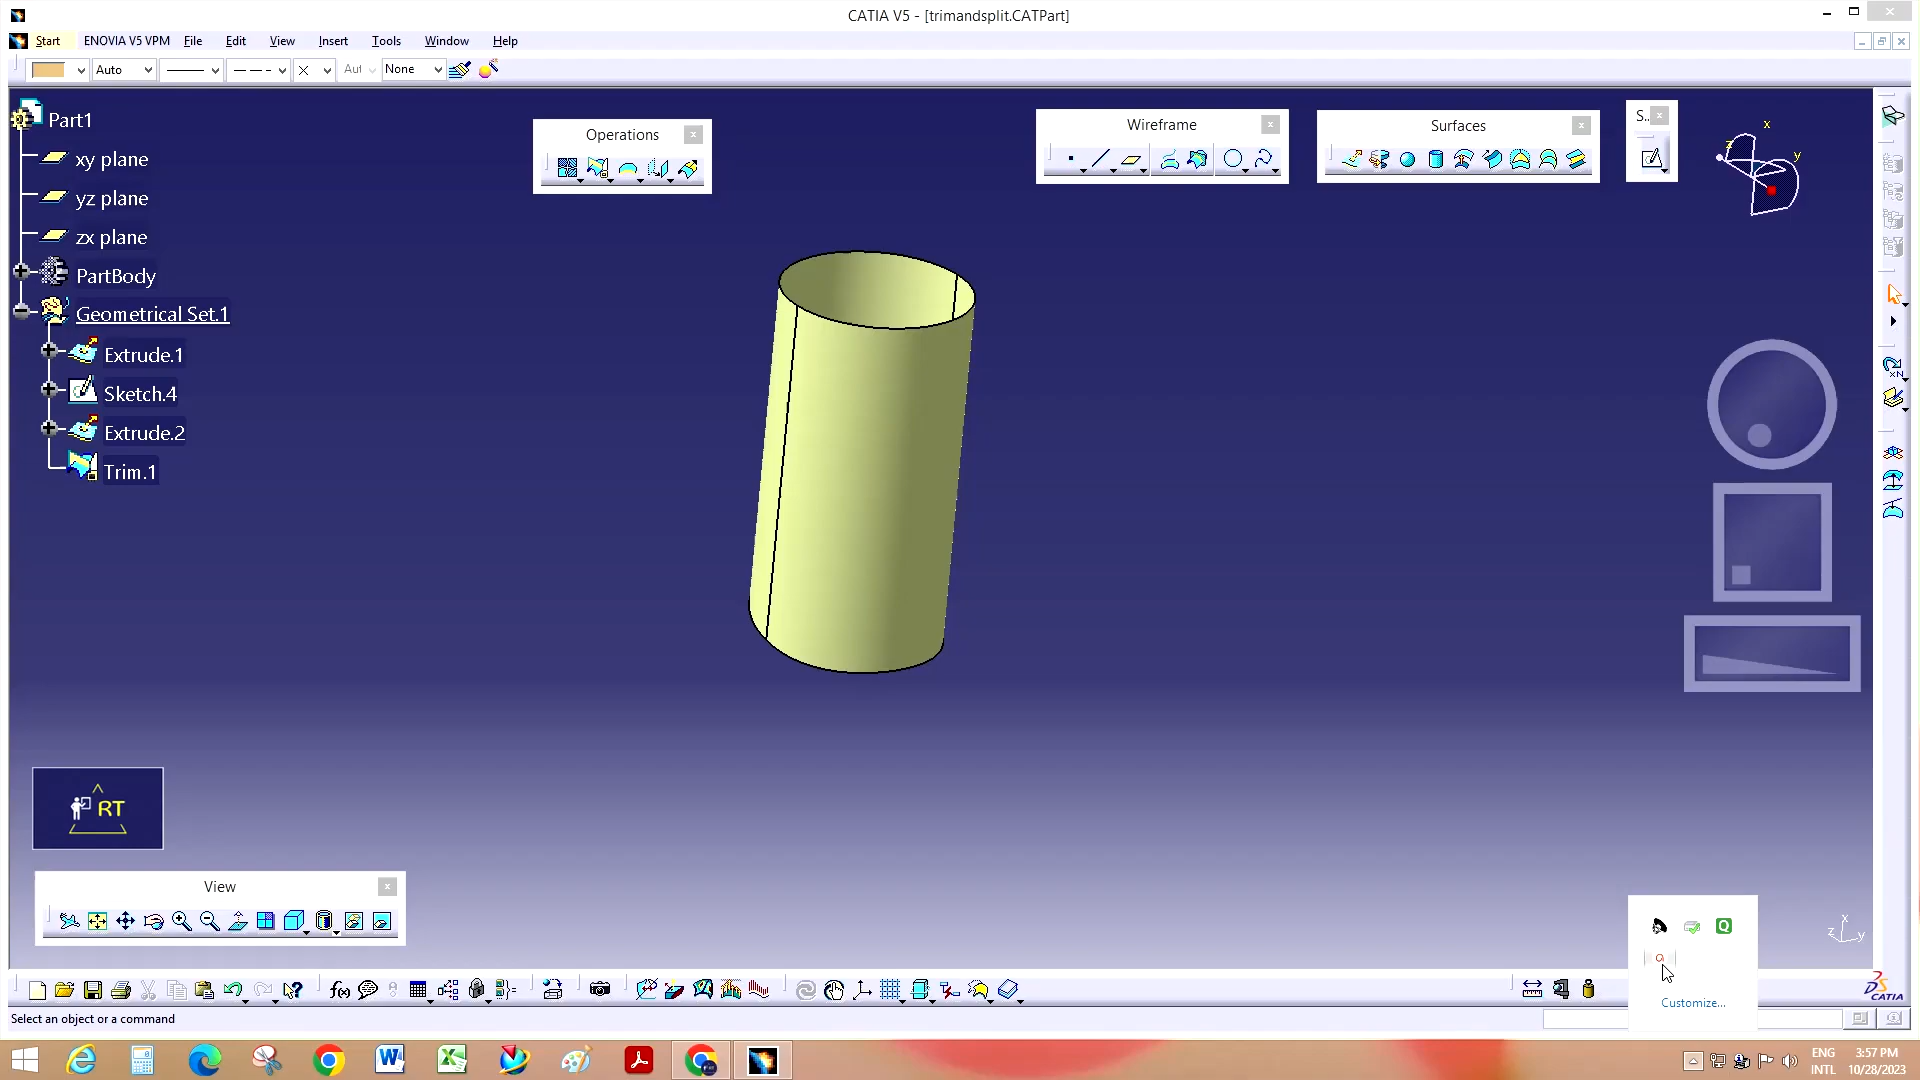 CATIA V5 - [trimandsplit.CATPart]
Start ENOVIA V5 VPM File Edit View Insert Tools Window Help
Auto Aut None
Part1
xy plane
yz plane
zx plane
PartBody
Geometrical Set.1
Extrude.1
Sketch.4
Extrude.2
Trim.1
Operations
Wireframe
Surfaces
S..
x
y
z
RT
View
x
z y
Customize...
f(x)
DS
CATIA
Select an object or a command
ENG 3:57 PM
INTL 10/28/2023